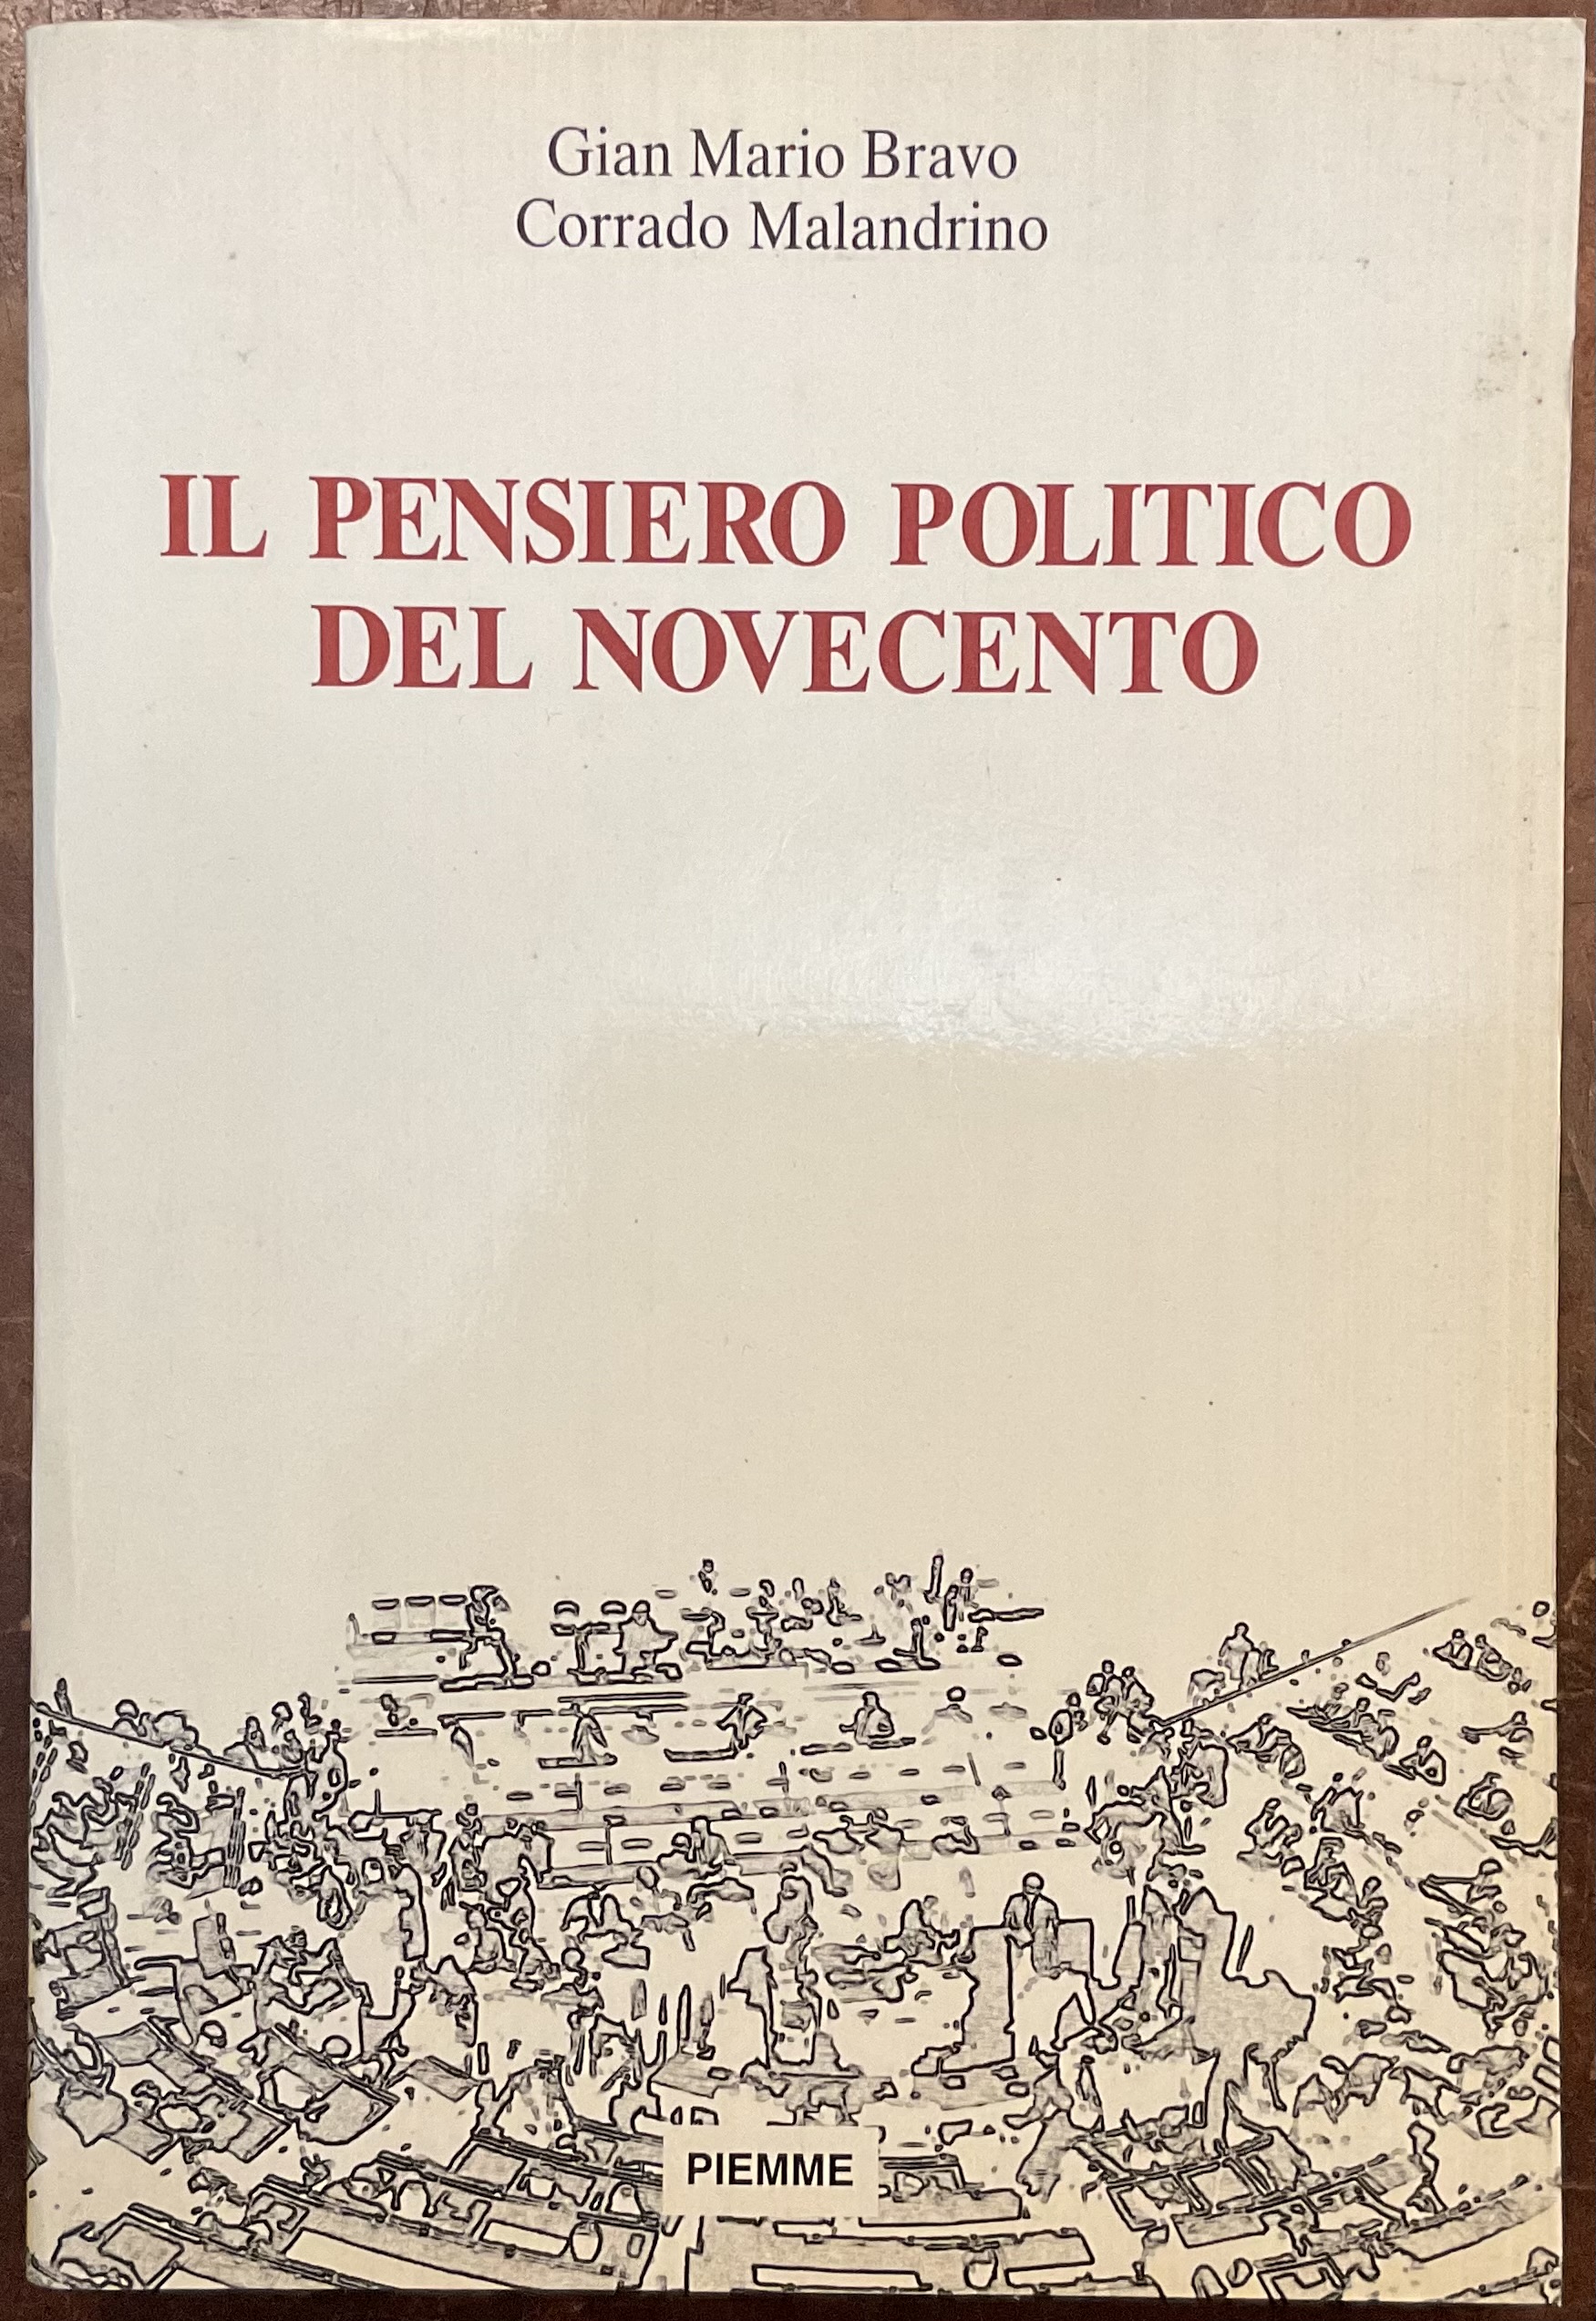 Gian Mario Bravo
Corrado Malandrino
IL PENSIERO POLITICO
DEL NOVECENTO
PIEMME